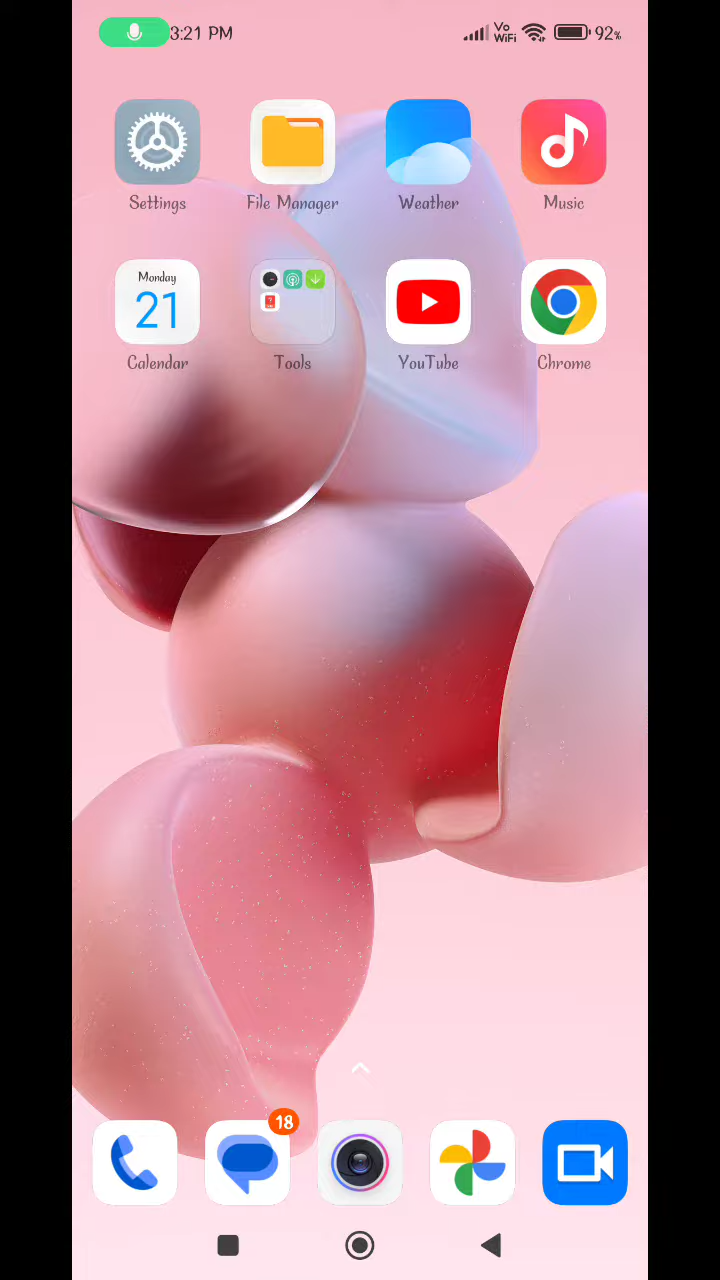 3:21 PM Vo WiFi 92%
Settings File Manager Weather Music
Monday
21
Calendar Tools YouTube Chrome
18